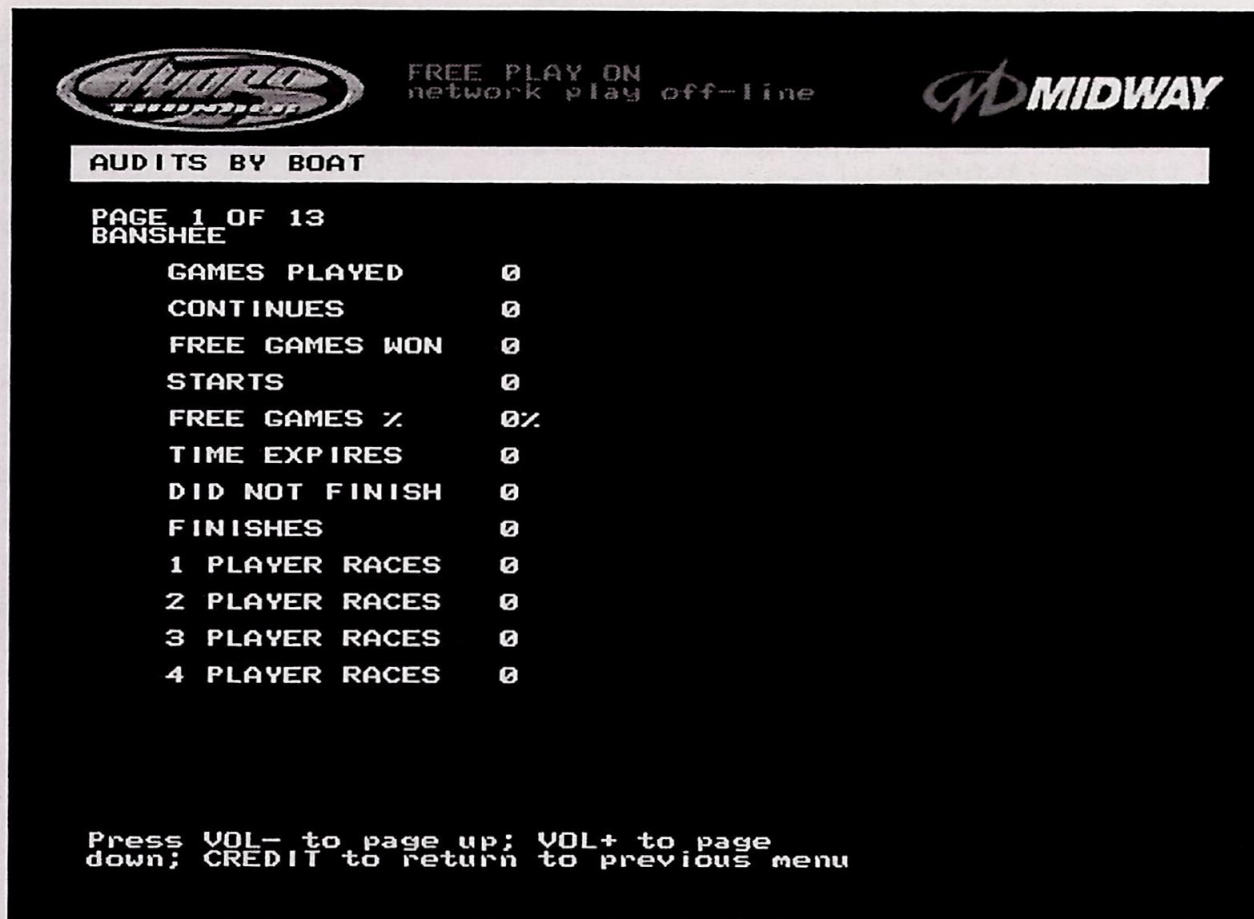 HYDRO
THUNDER
FREE PLAY ON
network play off-line
MIDWAY
AUDITS BY BOAT
PAGE 1 OF 13
BANSHEE
GAMES PLAYED 0
CONTINUES 0
FREE GAMES WON 0
STARTS 0
FREE GAMES % 0%
TIME EXPIRES 0
DID NOT FINISH 0
FINISHES 0
1 PLAYER RACES 0
2 PLAYER RACES 0
3 PLAYER RACES 0
4 PLAYER RACES 0
Press VOL- to page up; VOL+ to page
down; CREDIT to return to previous menu